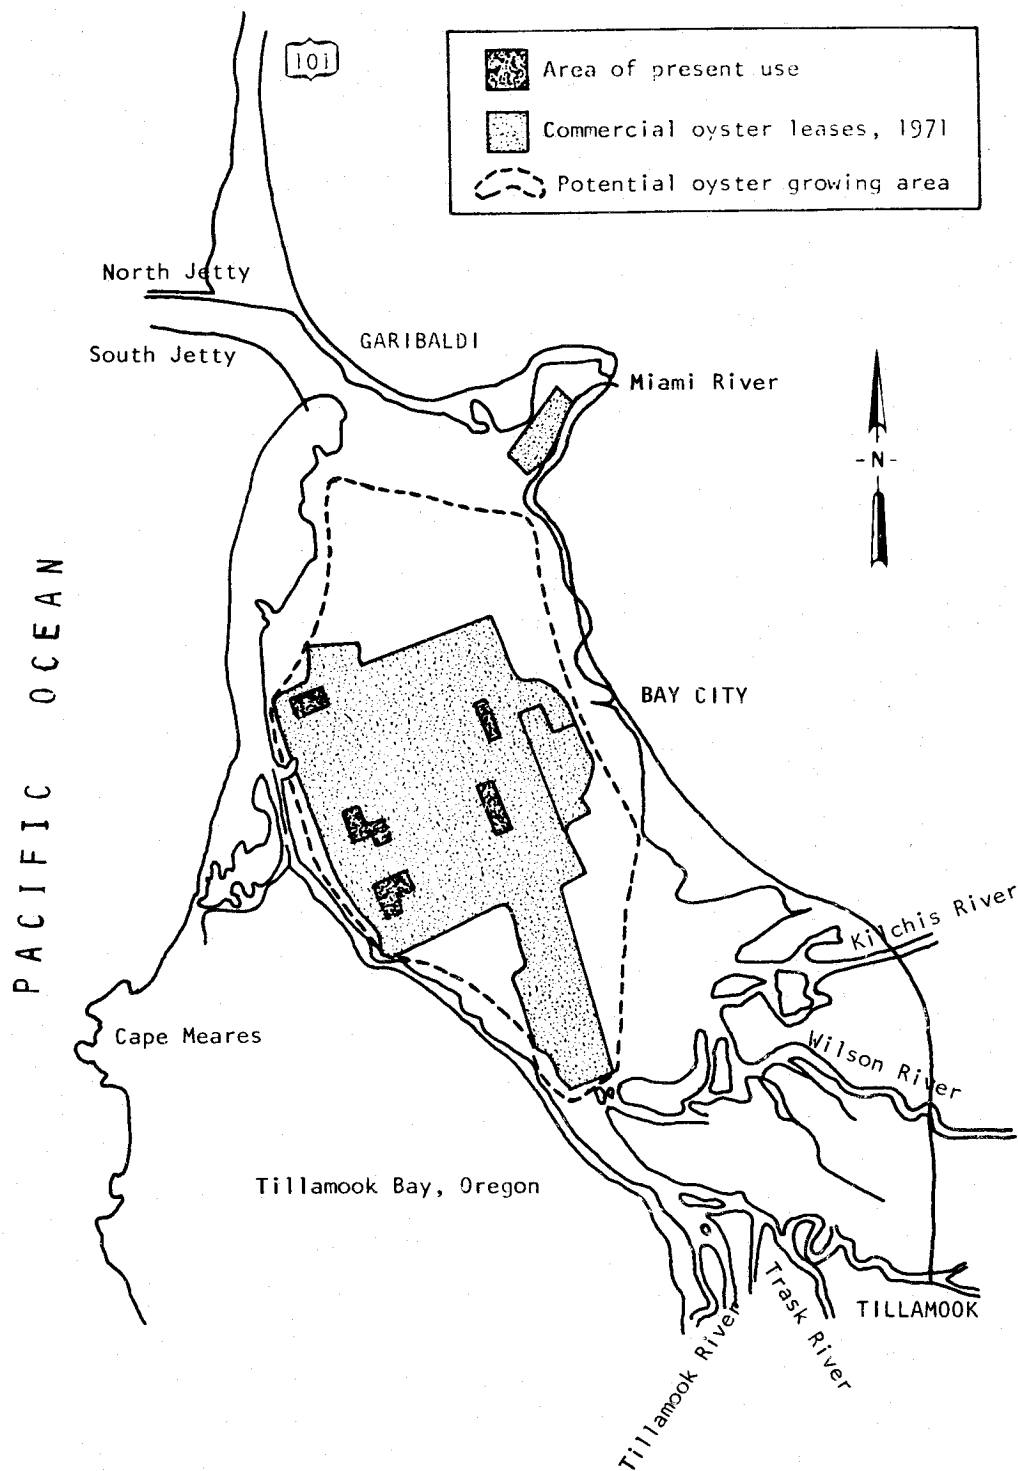 101
Area of present use
Commercial oyster leases, 1971
Potential oyster growing area
North Jetty
South Jetty
GARIBALDI
Miami River
-N-
PACIFIC OCEAN
BAY CITY
Kilchis River
Cape Meares
Wilson River
Tillamook Bay, Oregon
Trask River
TILLAMOOK
Tillamook River